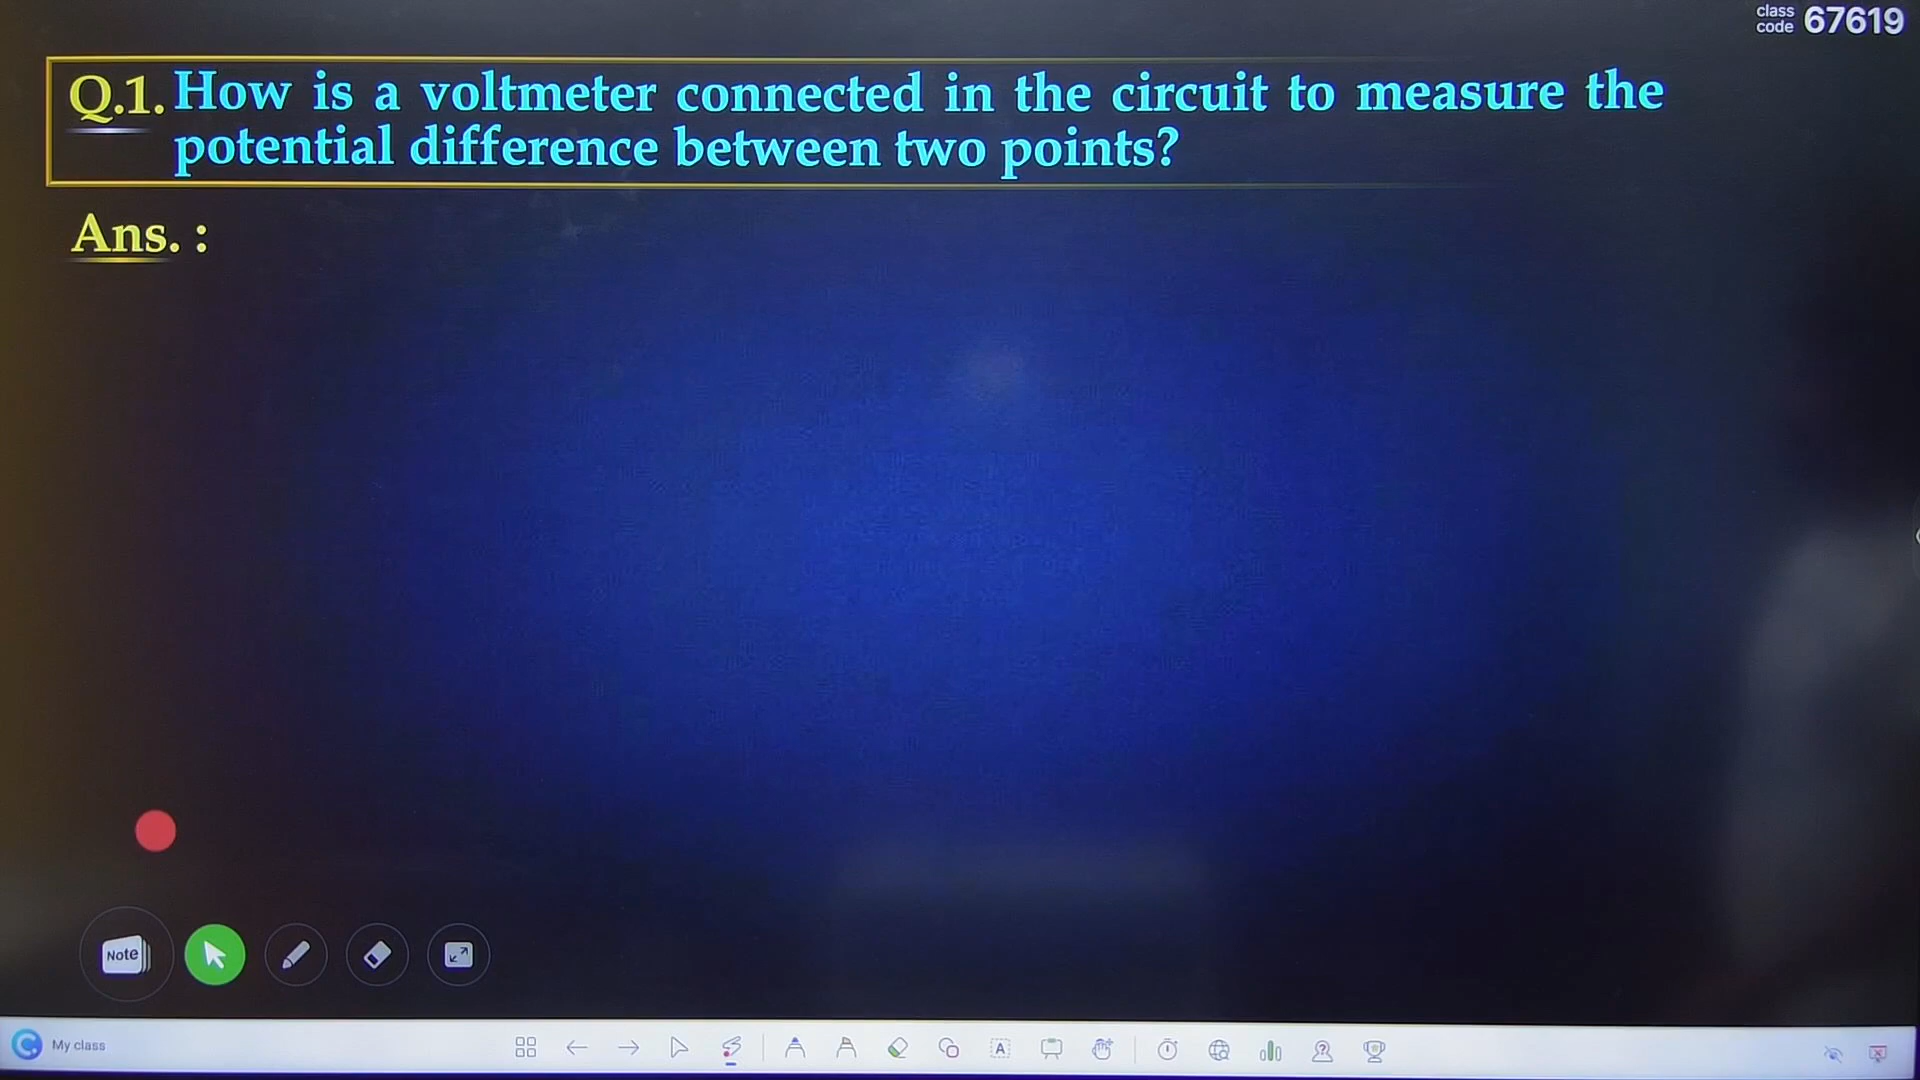 class
code 67619
Q.1. How is a voltmeter connected in the circuit to measure the
potential difference between two points?
Ans. :
Note
My class
A